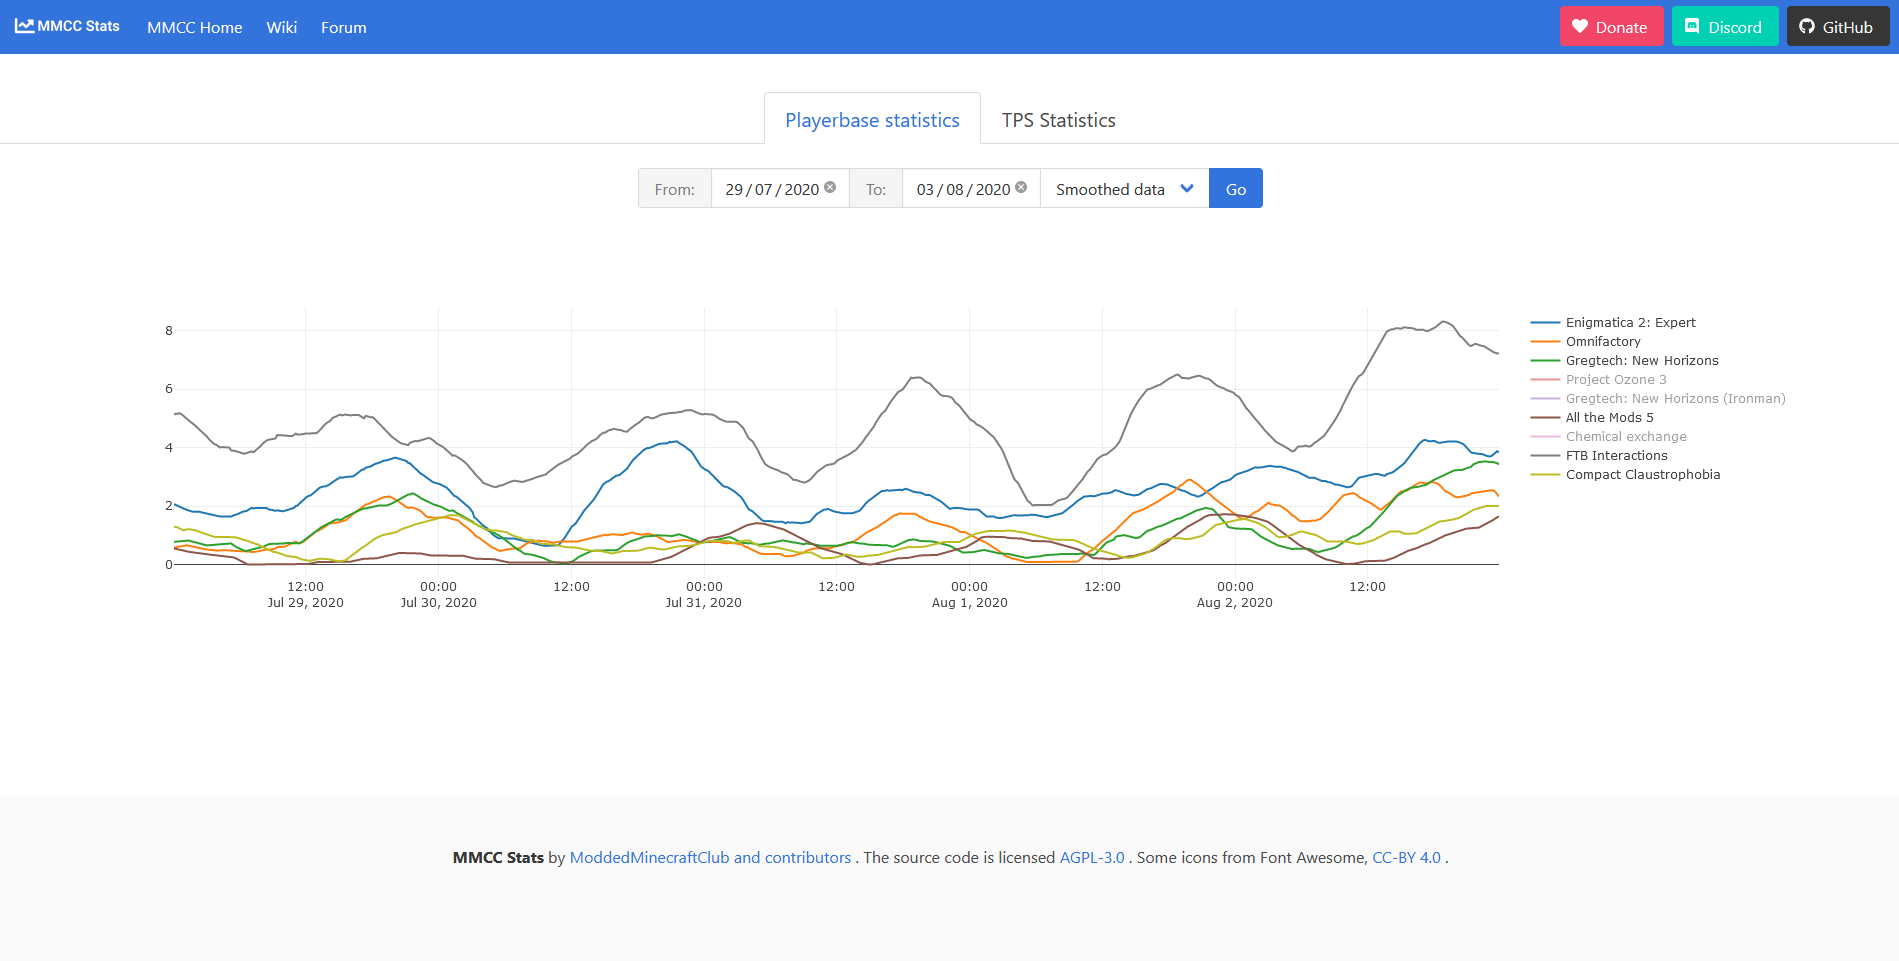 MMCC Stats MMCC Home Wiki Forum Donate Discord GitHub
Playerbase statistics TPS Statistics
From: 29/07/2020 To: 03/08/2020 Smoothed data Go
8
6
4
2
0
12:00 00:00 12:00 00:00 12:00 00:00 12:00 00:00 12:00
Jul 29, 2020 Jul 30, 2020 Jul 31, 2020 Aug 1, 2020 Aug 2, 2020
Enigmatica 2: Expert
Omnifactory
Gregtech: New Horizons
Project Ozone 3
Gregtech: New Horizons (Ironman)
All the Mods 5
Chemical exchange
FTB Interactions
Compact Claustrophobia
MMCC Stats by ModdedMinecraftClub and contributors . The source code is licensed AGPL-3.0 . Some icons from Font Awesome, CC-BY 4.0 .